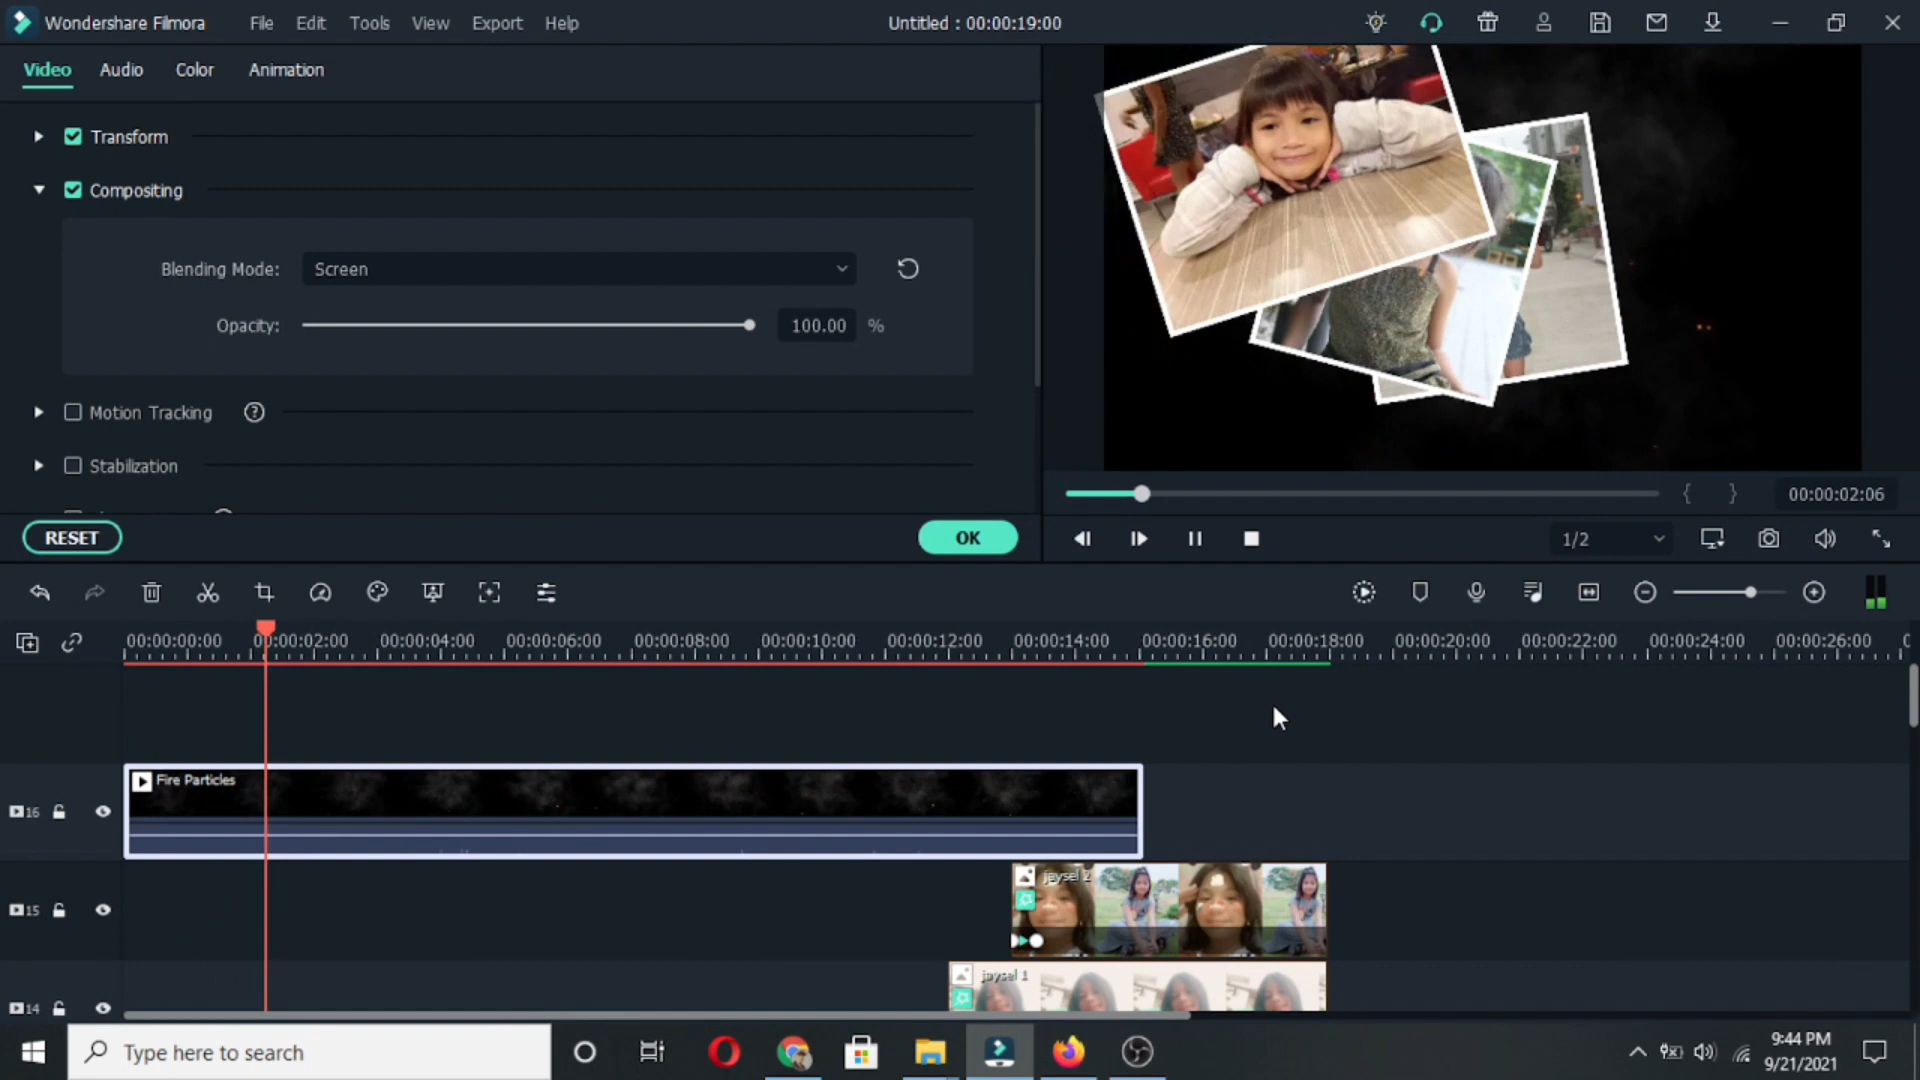 Wondershare Filmora File Edit Tools View Export Help Untitled : 00:00:19:00
Video Audio Color Animation
Transform
Compositing
Blending Mode: Screen
Opacity: 100.00 %
Motion Tracking
Stabilization
00:00:02:06
RESET OK
1/2
00:00:00:00 00:00:02:00 00:00:04:00 00:00:06:00 00:00:08:00 00:00:10:00 00:00:12:00 00:00:14:00 00:00:16:00 00:00:18:00 00:00:20:00 00:00:22:00 00:00:24:00 00:00:26:00
Fire Particles
16
jaysel 2
15
jaysel 1
14
Type here to search
9:44 PM
9/21/2021